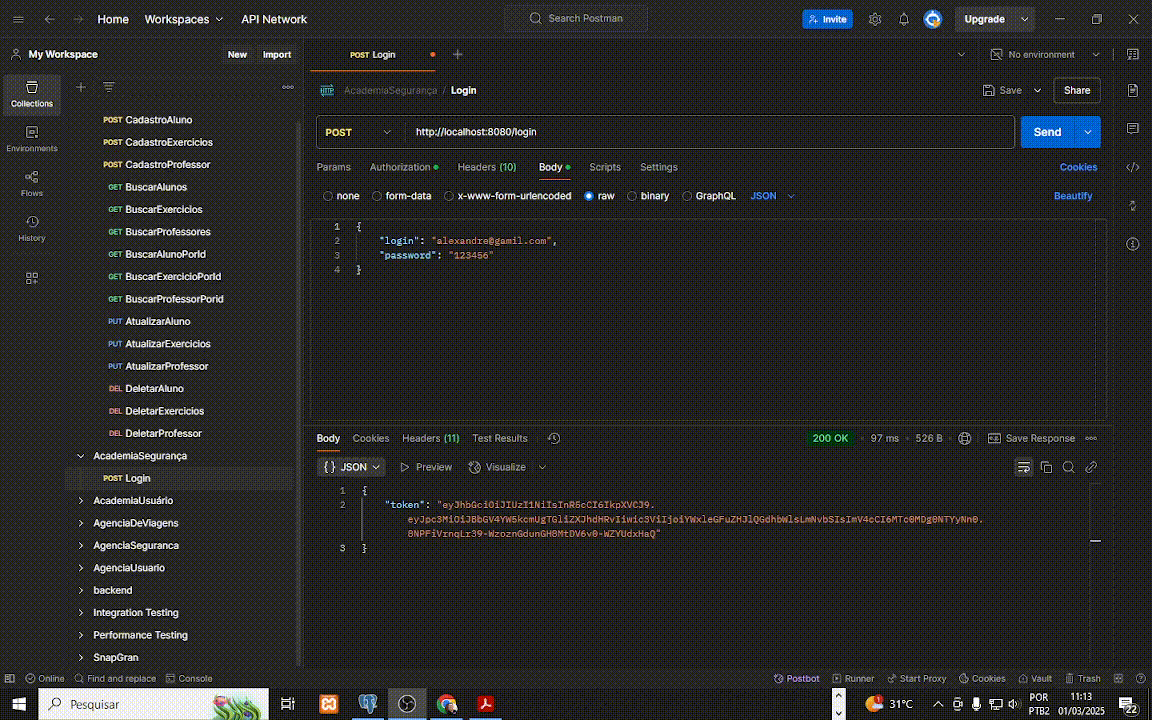 Home Workspaces API Network Search Postman Invite Upgrade
My Workspace New Import POST Login No environment
Collections
Environments
Flows
History
POST CadastroAluno
POST CadastroExercicios
POST CadastroProfessor
GET BuscarAlunos
GET BuscarExercicios
GET BuscarProfessores
GET BuscarAlunoPorId
GET BuscarExercicioPorId
GET BuscarProfessorPorid
PUT AtualizarAluno
PUT AtualizarExercicios
PUT AtualizarProfessor
DEL DeletarAluno
DEL DeletarExercicios
DEL DeletarProfessor
AcademiaSegurança
POST Login
AcademiaUsuário
AgenciaDeViagens
AgenciaSeguranca
AgenciaUsuario
backend
Integration Testing
Performance Testing
SnapGran
HTTP AcademiaSegurança / Login Save Share
POST http://localhost:8080/login Send
Params Authorization Headers (10) Body Scripts Settings Cookies
none form-data x-www-form-urlencoded raw binary GraphQL JSON Beautify
1 {
2 "login": "alexandre@gamil.com",
3 "password": "123456"
4 }
Body Cookies Headers (11) Test Results 200 OK 97 ms 526 B Save Response
{} JSON Preview Visualize
1 {
2 "token":
3 }
Online Find and replace Console Postbot Runner Start Proxy Cookies Vault Trash
Pesquisar 31°C POR 11:13
PTB2 01/03/2025 22